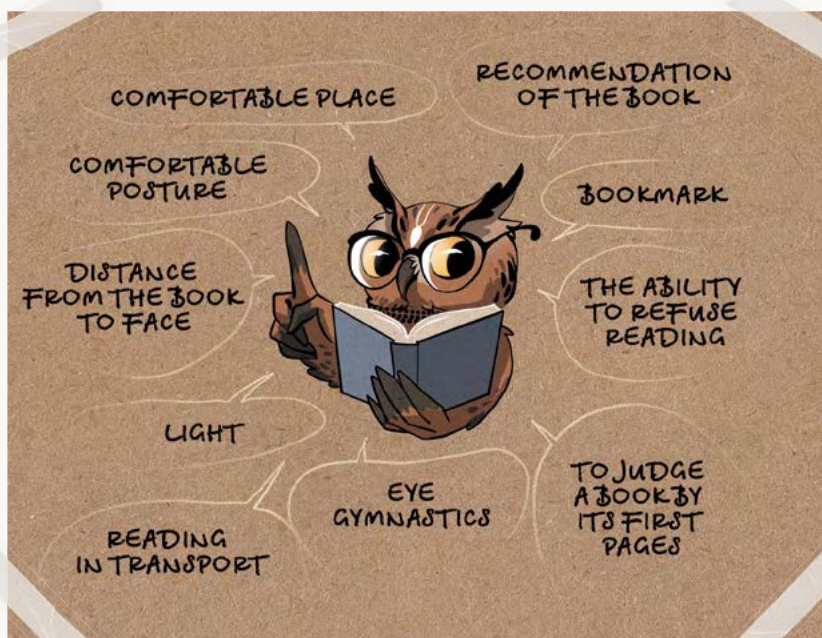 COMFORTABLE PLACE
RECOMMENDATION
OF THE BOOK
COMFORTABLE
POSTURE
BOOKMARK
DISTANCE
FROM THE BOOK
TO FACE
THE ABILITY
TO REFUSE
READING
LIGHT
EYE
GYMNASTICS
TO JUDGE
A BOOK BY
ITS FIRST
PAGES
READING
IN TRANSPORT